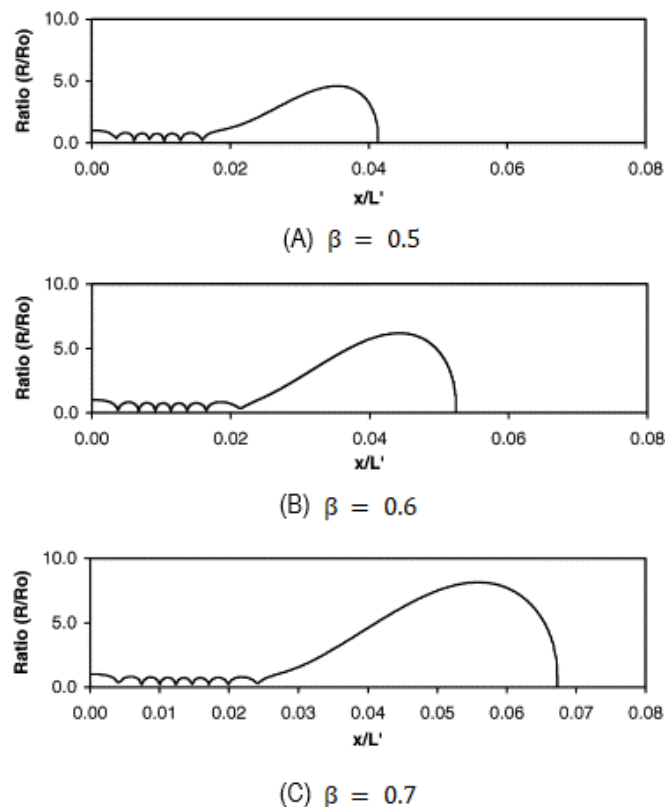 Ratio (R/Ro)
10.0
5.0
0.0
0.00 0.02 0.04 0.06 0.08
x/L'
(A) β = 0.5
Ratio (R/Ro)
10.0
5.0
0.0
0.00 0.02 0.04 0.06 0.08
x/L'
(B) β = 0.6
Ratio (R/Ro)
10.0
5.0
0.0
0.00 0.01 0.02 0.03 0.04 0.05 0.06 0.07 0.08
x/L'
(C) β = 0.7